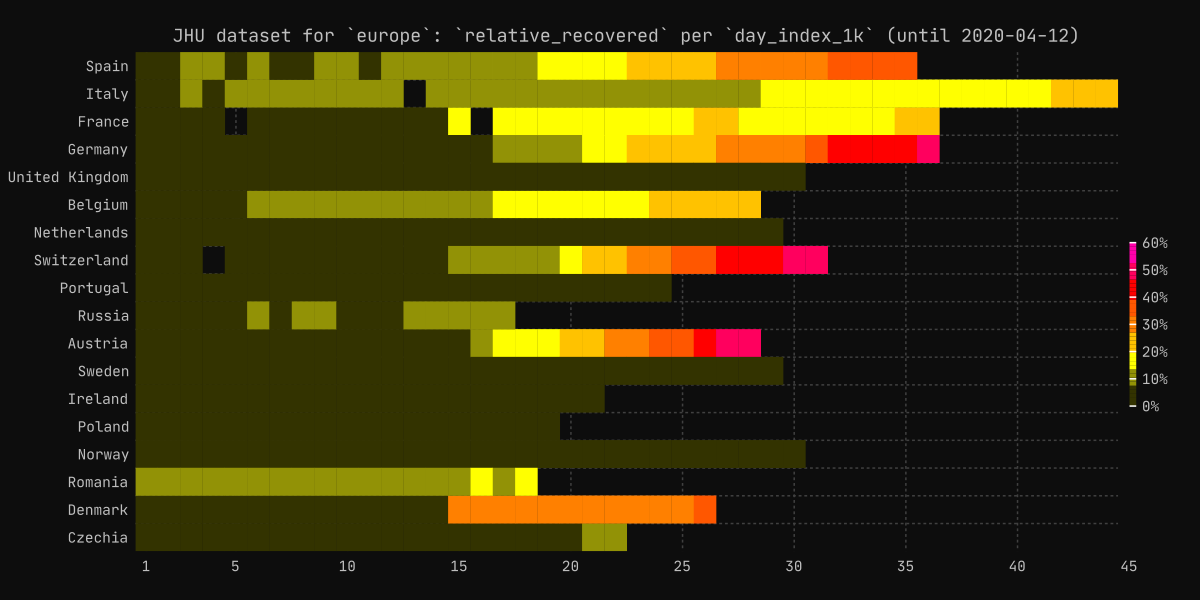 JHU dataset for `europe`: `relative_recovered` per `day_index_1k` (until 2020-04-12)
Spain
Italy
France
Germany
United Kingdom
Belgium
Netherlands
Switzerland
Portugal
Russia
Austria
Sweden
Ireland
Poland
Norway
Romania
Denmark
Czechia
60%
50%
40%
30%
20%
10%
0%
1 5 10 15 20 25 30 35 40 45